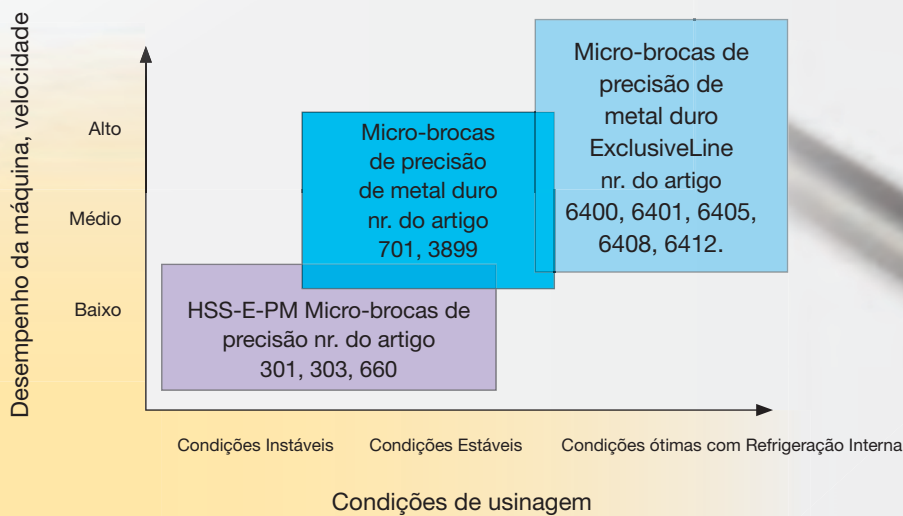 Desempenho da máquina, velocidade
Alto
Médio
Baixo
Micro-brocas de
precisão de
metal duro
ExclusiveLine
nr. do artigo
6400, 6401, 6405,
6408, 6412.
Micro-brocas
de precisão
de metal duro
nr. do artigo
701, 3899
HSS-E-PM Micro-brocas de
precisão nr. do artigo
301, 303, 660
Condições Instáveis
Condições Estáveis
Condições ótimas com Refrigeração Interna
Condições de usinagem